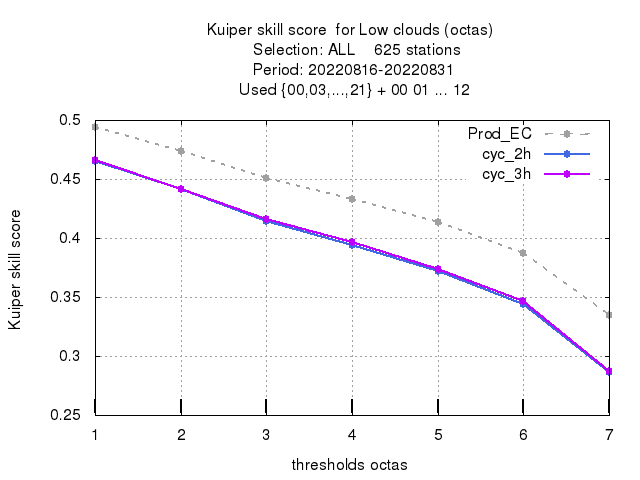 Kuiper skill score  for Low clouds (octas)
Selection: ALL    625 stations
Period: 20220816-20220831
Used {00,03,...,21} + 00 01 ... 12
Prod_EC
cyc_2h
cyc_3h
Kuiper skill score
0.5
0.45
0.4
0.35
0.3
0.25
1 2 3 4 5 6 7
thresholds octas